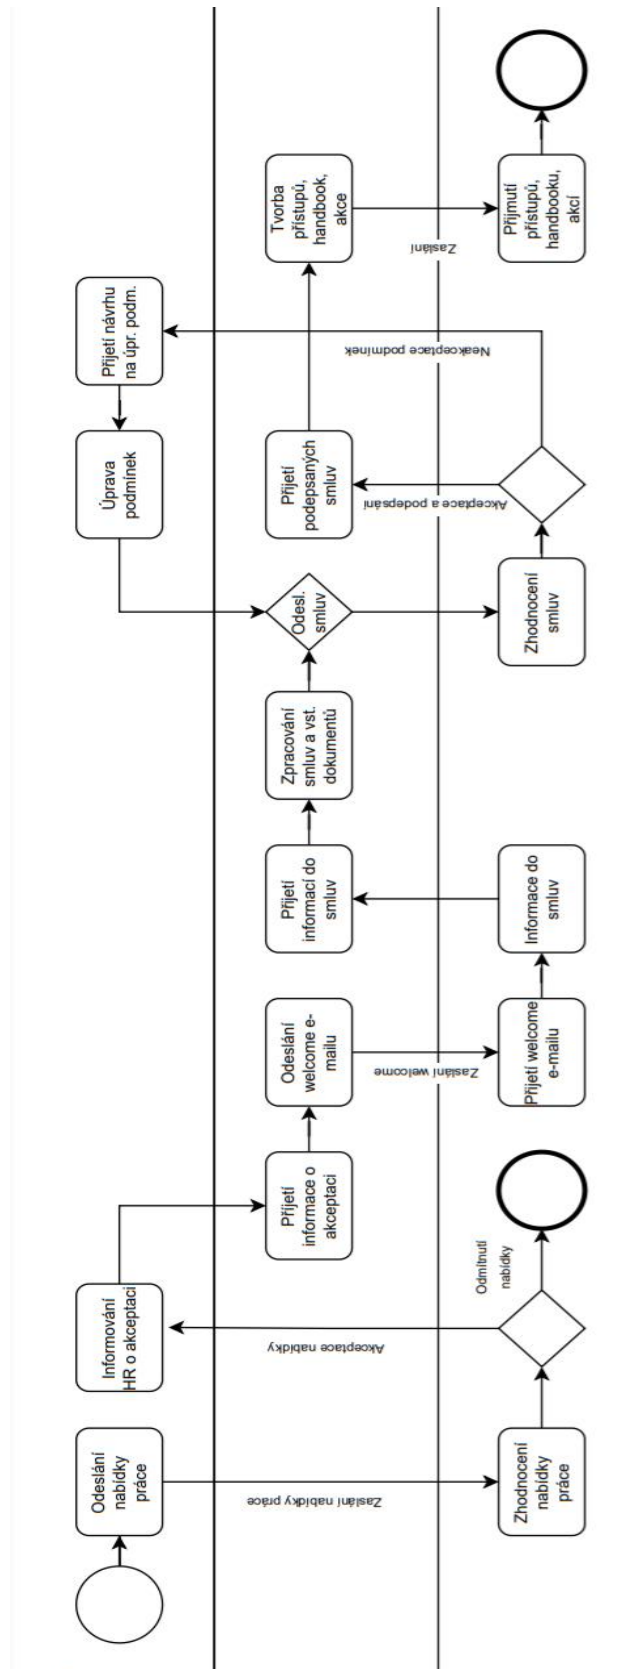 Odeslání
nabídky
práce
Informování
HR o akceptaci
Úprava
podmínek
Přijetí návrhu
na úpr. podm.
Zaslání nabídky práce
Akceptace nabídky
Přijetí
informace o
akceptaci
Odeslání
welcome e-
mailu
Přijetí
informací do
smluv
Zpracování
smluv a vst.
dokumentů
Odesl.
smluv
Přijetí
podepsaných
smluv
Tvorba
přístupů,
handbook,
akce
Zaslání welcome
Akceptace a podepsání
Neakceptace podmínek
Zaslání
Zhodnocení
nabídky
práce
Odmítnutí
nabídky
Přijetí welcome
e-mailu
Informace do
smluv
Zhodnocení
smluv
Přijmutí
přístupů,
handbooku,
akcí